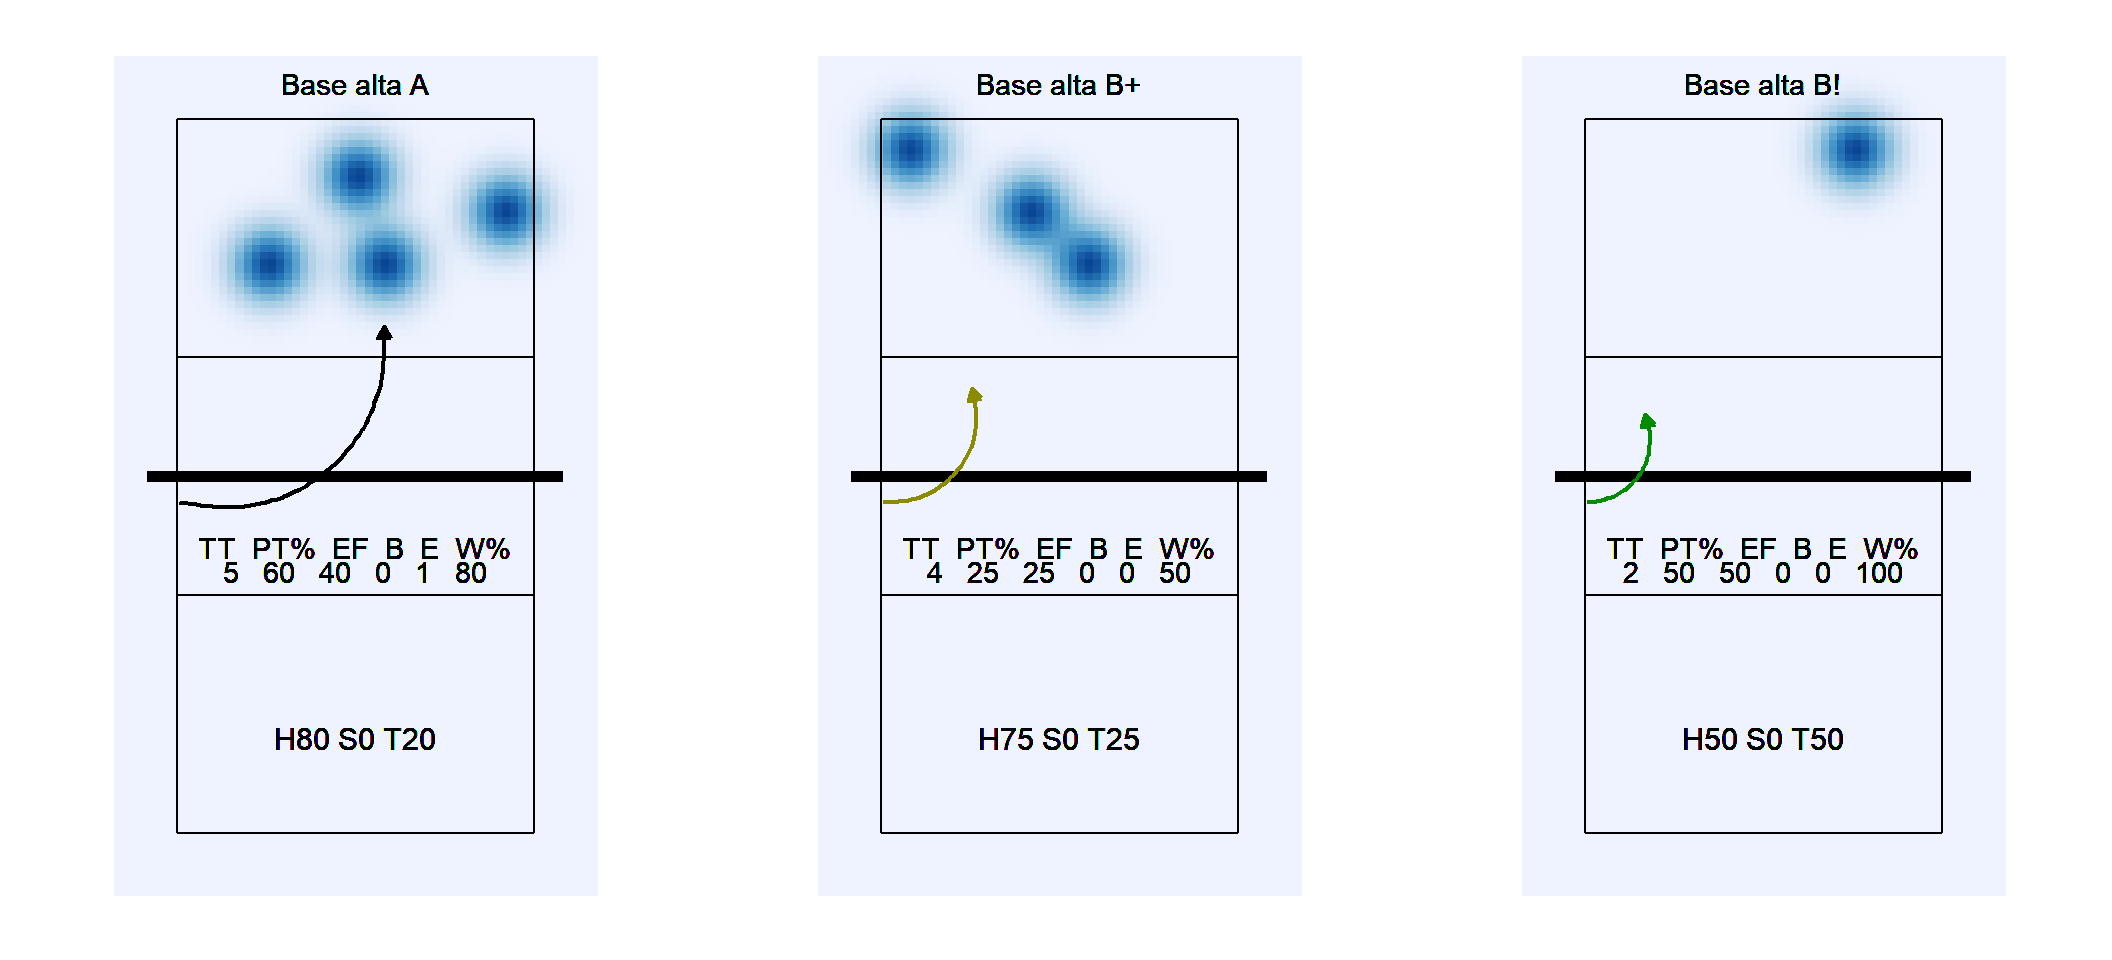 Base alta A
TT PT% EF B E W%
5 60 40 0 1 80
H80 S0 T20
Base alta B+
TT PT% EF B E W%
4 25 25 0 0 50
H75 S0 T25
Base alta B!
TT PT% EF B E W%
2 50 50 0 0 100
H50 S0 T50